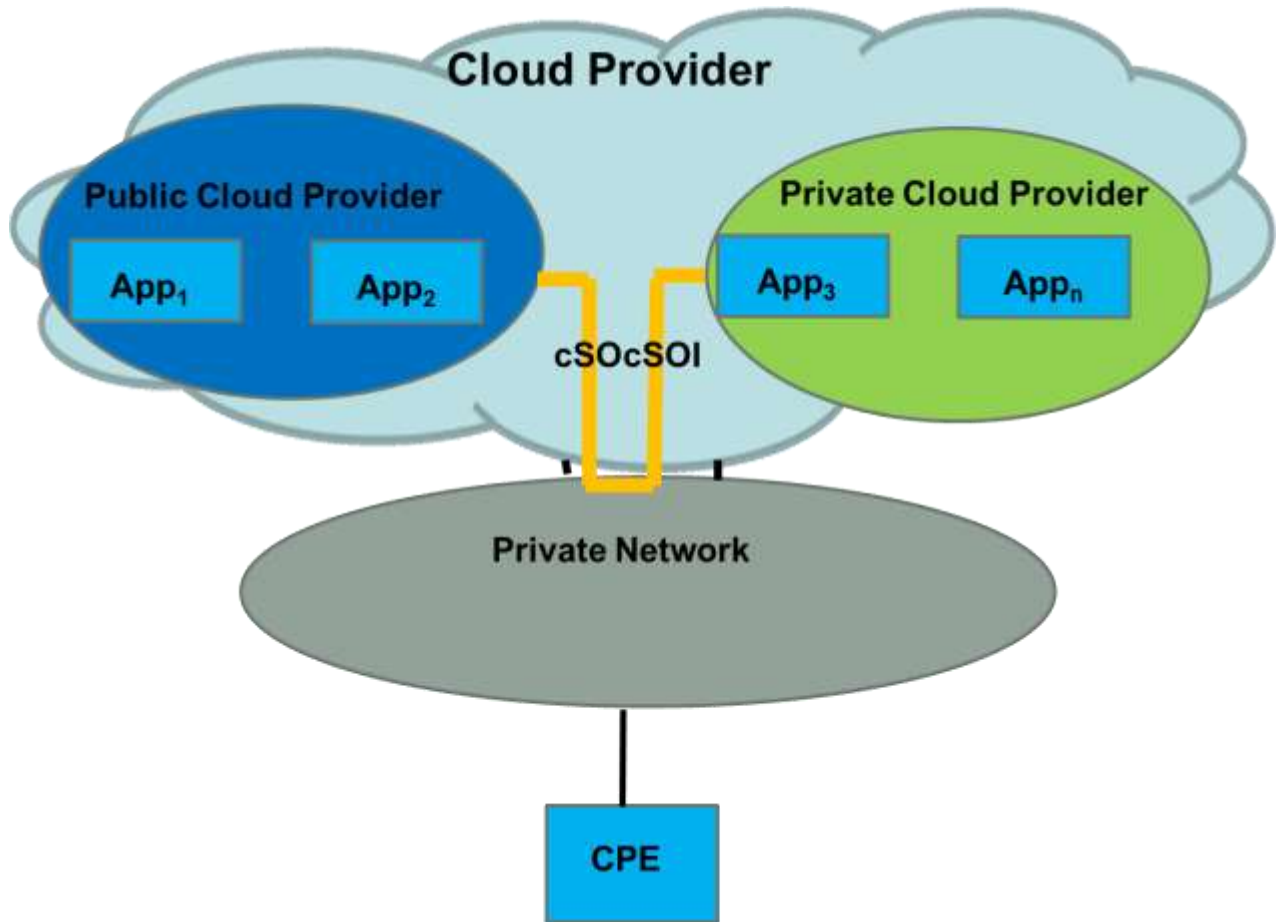 Cloud Provider
Public Cloud Provider
Private Cloud Provider
App1
App2
App3
Appn
cSOcSOI
Private Network
CPE